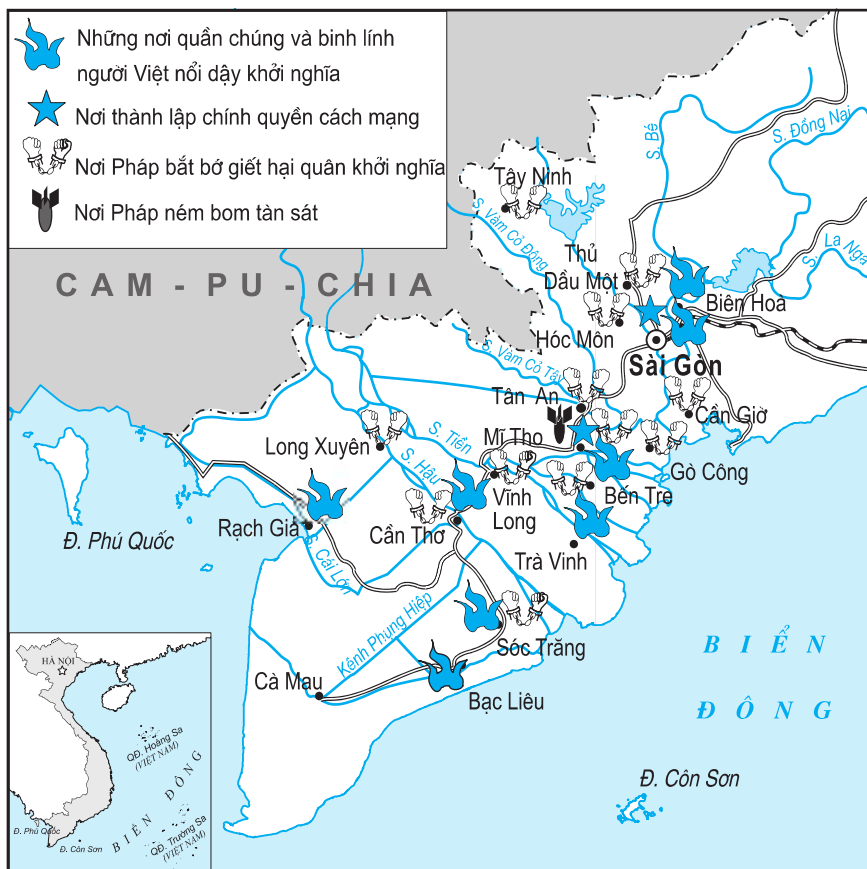 Những nơi quần chúng và binh lính
người Việt nổi dậy khởi nghĩa
Nơi thành lập chính quyền cách mạng
Nơi Pháp bắt bớ giết hại quân khởi nghĩa
Nơi Pháp ném bom tàn sát
CAM - PU - CHIA
Tây Ninh
S. Bé
S. Đồng Nai
S. La Ngà
S. Vàm Cỏ Đông
Thủ
Dầu Một
Biên Hoà
Hóc Môn
Sài Gòn
S. Vàm Cỏ Tây
Tân An
Cần Giờ
Mĩ Tho
Gò Công
Long Xuyên
S. Tiền
S. Hậu
Vĩnh
Long
Bến Tre
Rạch Giá
Cần Thơ
Trà Vinh
Đ. Phú Quốc
S. Cái Lớn
Kênh Phụng Hiệp
Sóc Trăng
Cà Mau
Bạc Liêu
BIỂN
ĐÔNG
Đ. Côn Sơn
HÀ NỘI
QĐ. Hoàng Sa
(VIỆT NAM)
BIỂN ĐÔNG
Đ. Phú Quốc
Đ. Côn Sơn
QĐ. Trường Sa
(VIỆT NAM)